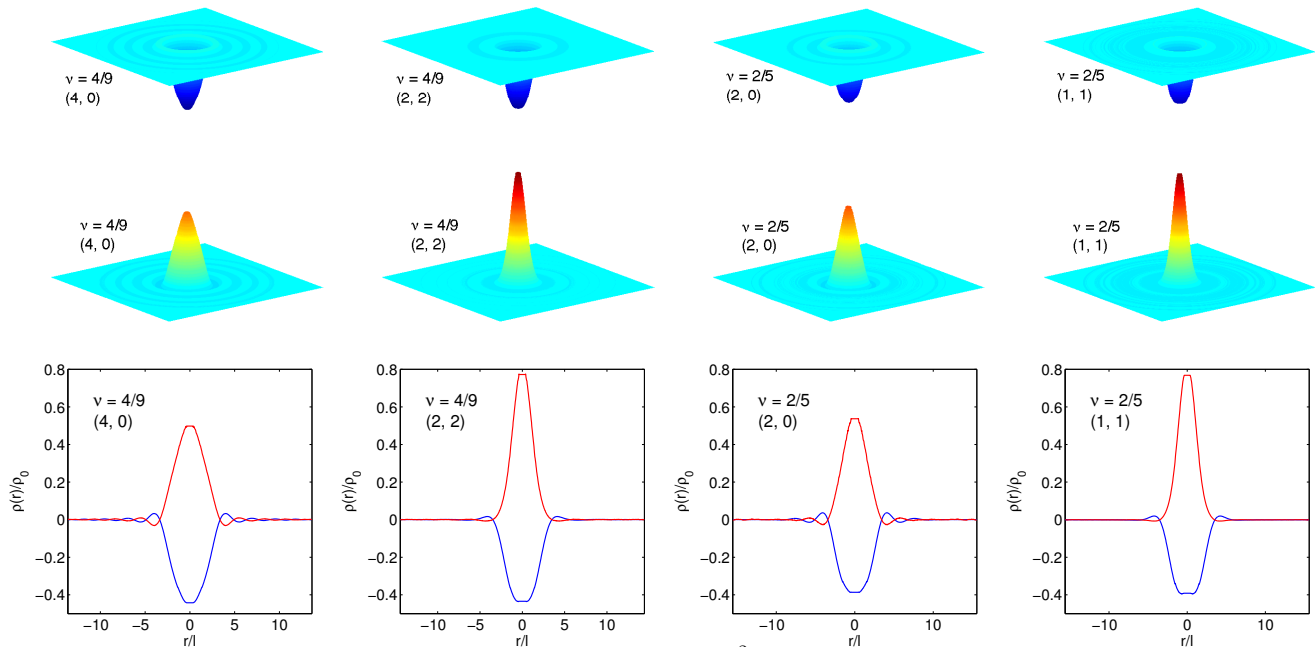 ν = 4/9
(4, 0)
ν = 4/9
(2, 2)
ν = 2/5
(2, 0)
ν = 2/5
(1, 1)
ν = 4/9
(4, 0)
ν = 4/9
(2, 2)
ν = 2/5
(2, 0)
ν = 2/5
(1, 1)
0.8
0.6
0.4
0.2
0
−0.2
−0.4
ρ(r)/ρ₀
ν = 4/9
(4, 0)
−10 −5 0 5 10
r/l
0.8
0.6
0.4
0.2
0
−0.2
−0.4
ρ(r)/ρ₀
ν = 4/9
(2, 2)
−10 −5 0 5 10
r/l
0.8
0.6
0.4
0.2
0
−0.2
−0.4
ρ(r)/ρ₀
ν = 2/5
(2, 0)
−10 0 10
r/l
0.8
0.6
0.4
0.2
0
−0.2
−0.4
ρ(r)/ρ₀
ν = 2/5
(1, 1)
−10 0 10
r/l